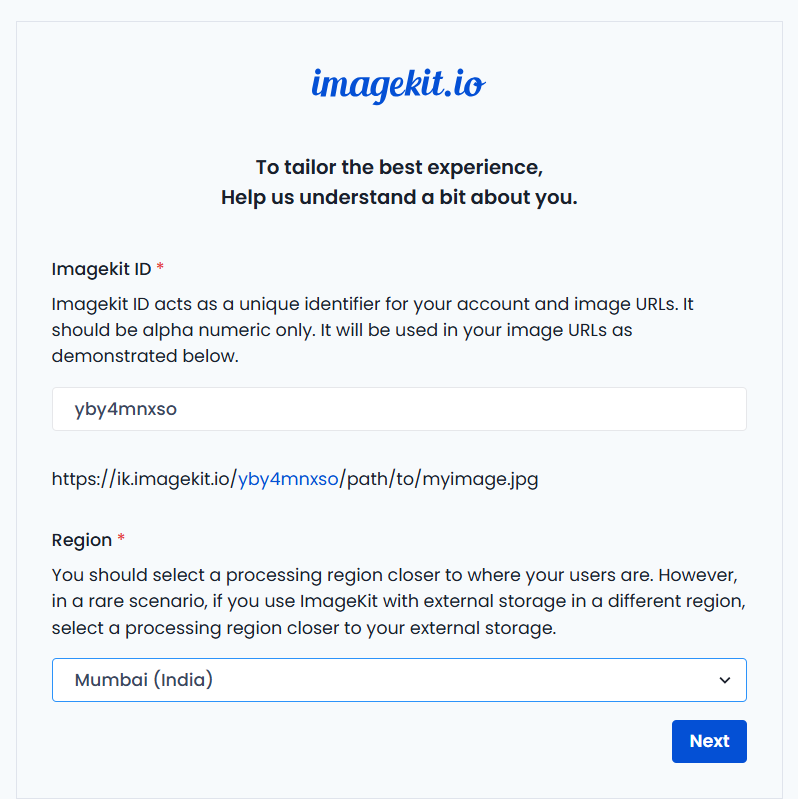 imagekit.io
To tailor the best experience,
Help us understand a bit about you.
Imagekit ID *
Imagekit ID acts as a unique identifier for your account and image URLs. It
should be alpha numeric only. It will be used in your image URLs as
demonstrated below.
yby4mnxso
https://ik.imagekit.io/yby4mnxso/path/to/myimage.jpg
Region *
You should select a processing region closer to where your users are. However,
in a rare scenario, if you use ImageKit with external storage in a different region,
select a processing region closer to your external storage.
Mumbai (India)
Next